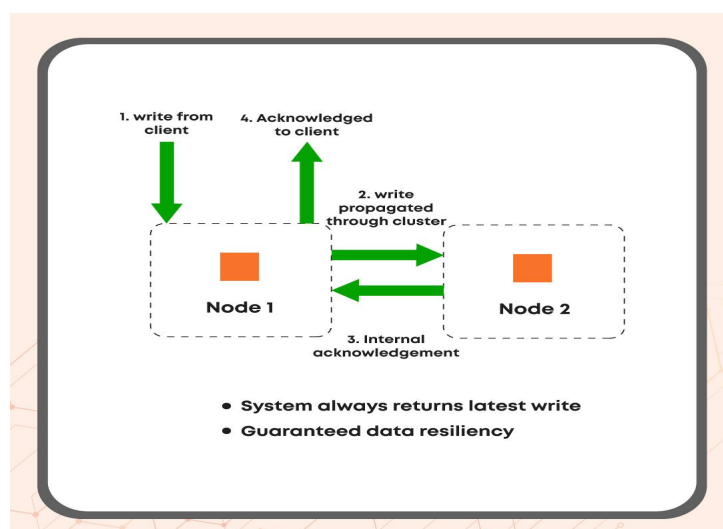 1. write from
client
4. Acknowledged
to client
2. write
propagated
through cluster
Node 1
Node 2
3. Internal
acknowledgement
• System always returns latest write
• Guaranteed data resiliency